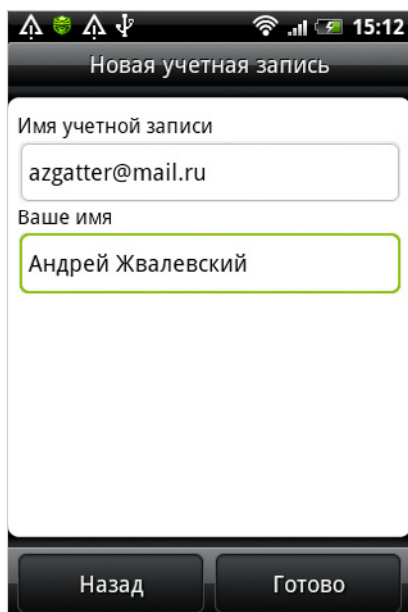 15:12
Новая учетная запись
Имя учетной записи
azgatter@mail.ru
Ваше имя
Андрей Жвалевский
Назад Готово